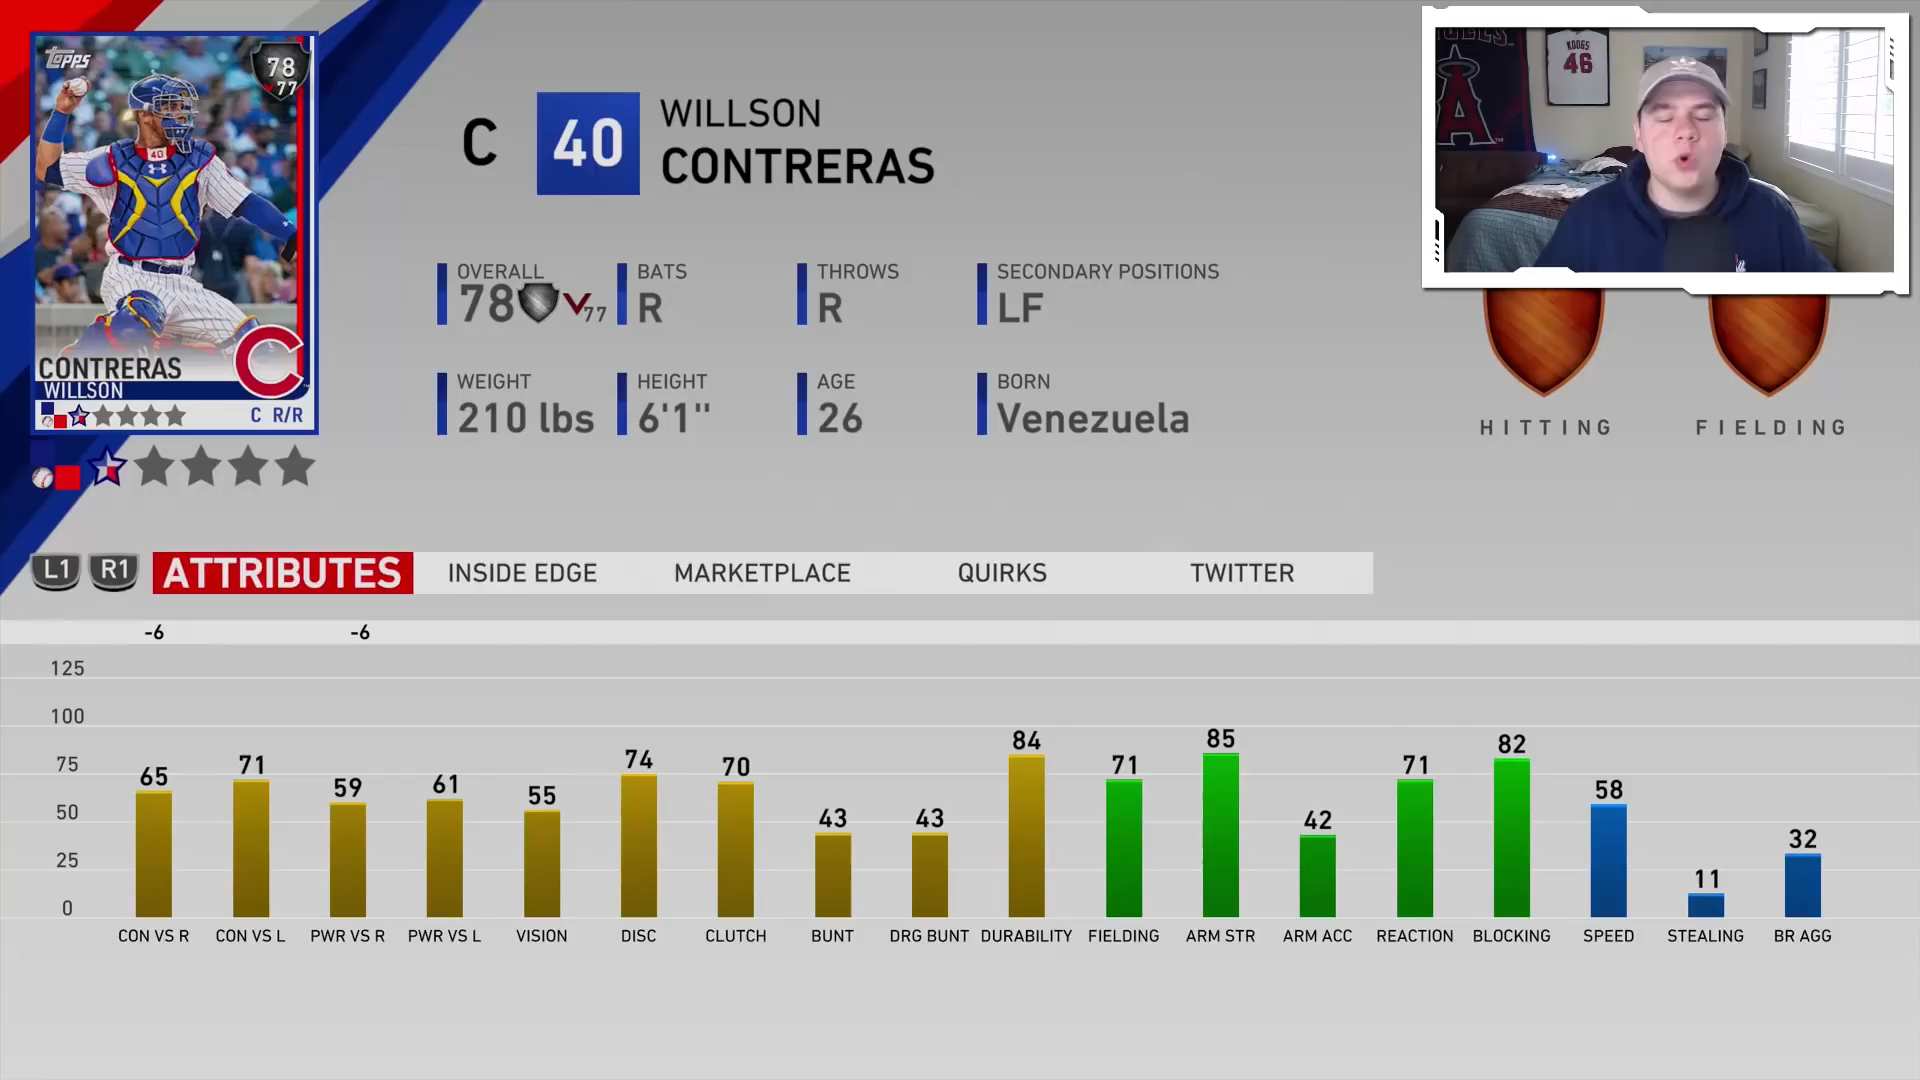 Topps
78
77
40
CONTRERAS
WILLSON
C R/R
C
40
WILLSON
CONTRERAS
OVERALL
78
77
BATS
R
THROWS
R
SECONDARY POSITIONS
LF
WEIGHT
210 lbs
HEIGHT
6'1"
AGE
26
BORN
Venezuela
KOOGS
46
A
HITTING
FIELDING
L1 R1 ATTRIBUTES INSIDE EDGE MARKETPLACE QUIRKS TWITTER
-6 -6
125
100
75
50
25
0
65 71 59 61 55 74 70 43 43 84 71 85 42 71 82 58 11 32
CON VS R CON VS L PWR VS R PWR VS L VISION DISC CLUTCH BUNT DRG BUNT DURABILITY FIELDING ARM STR ARM ACC REACTION BLOCKING SPEED STEALING BR AGG